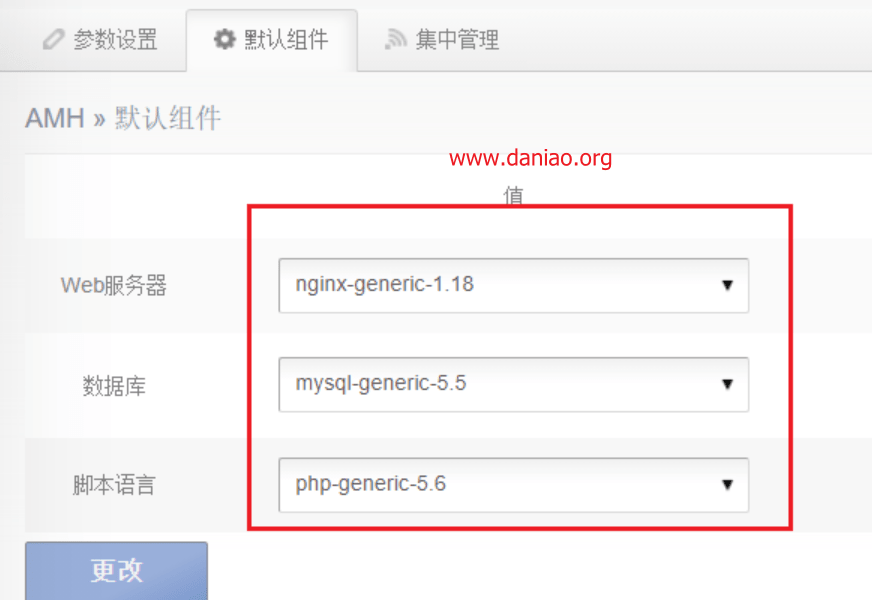 参数设置 默认组件 集中管理
AMH » 默认组件
www.daniao.org
值
Web服务器 nginx-generic-1.18
数据库 mysql-generic-5.5
脚本语言 php-generic-5.6
更改